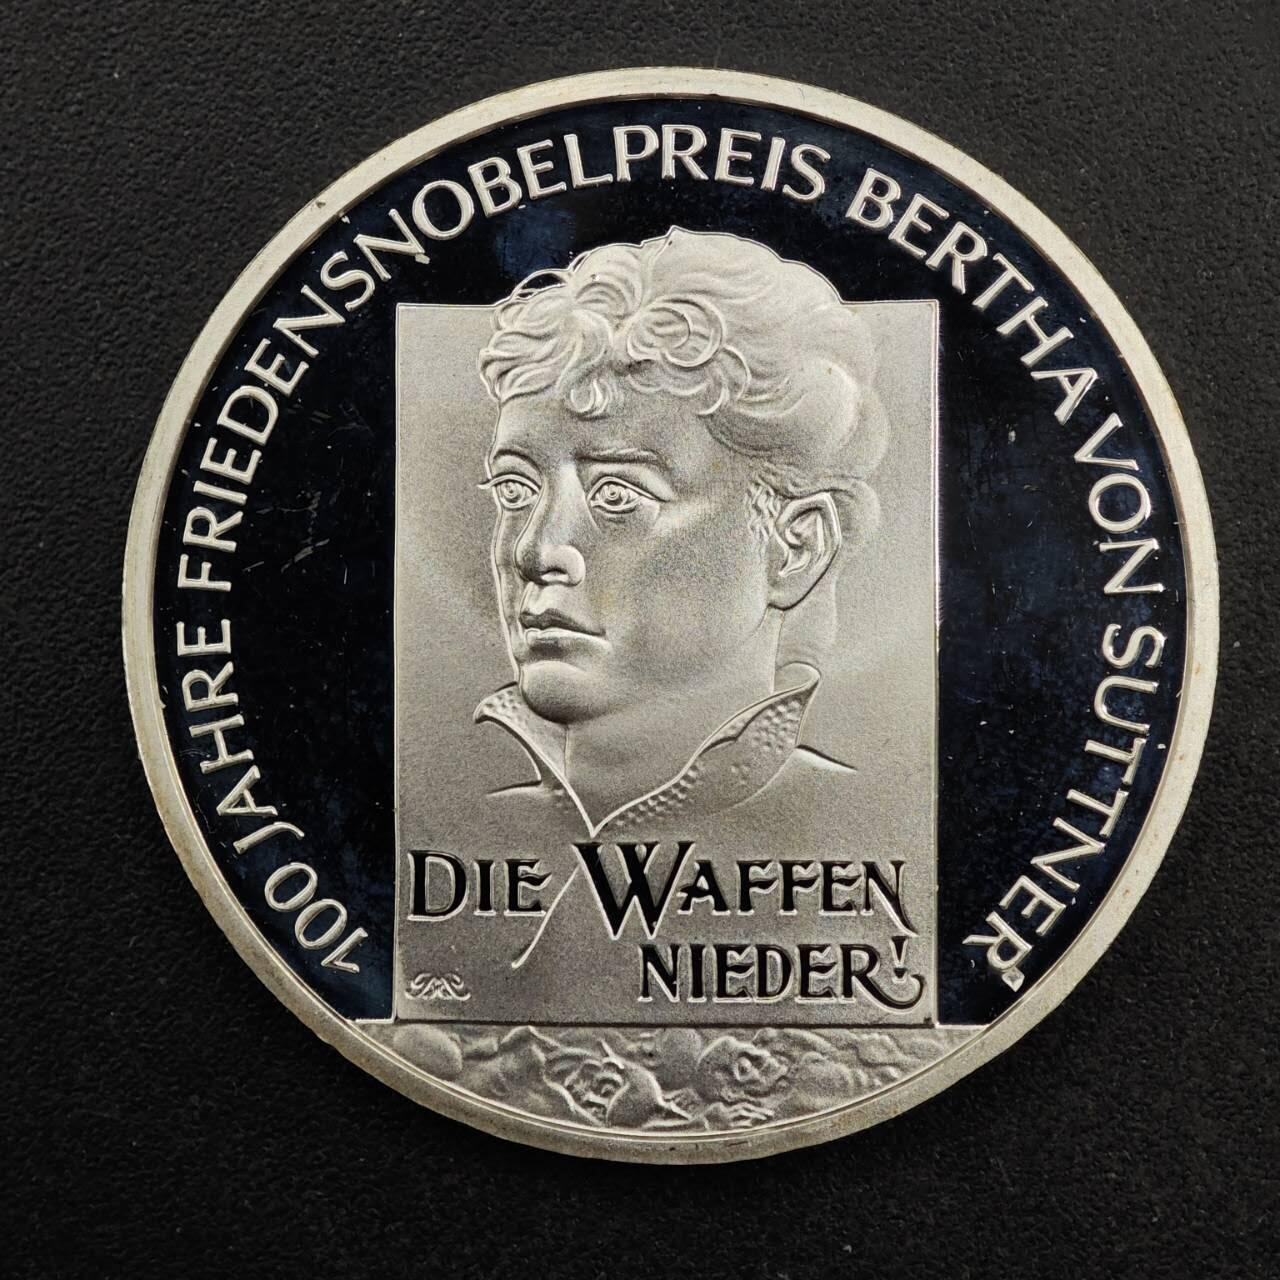 100 JAHRE FRIEDENSNOBELPREIS BERTHA VON SUTTNER
DIE WAFFEN
NIEDER!